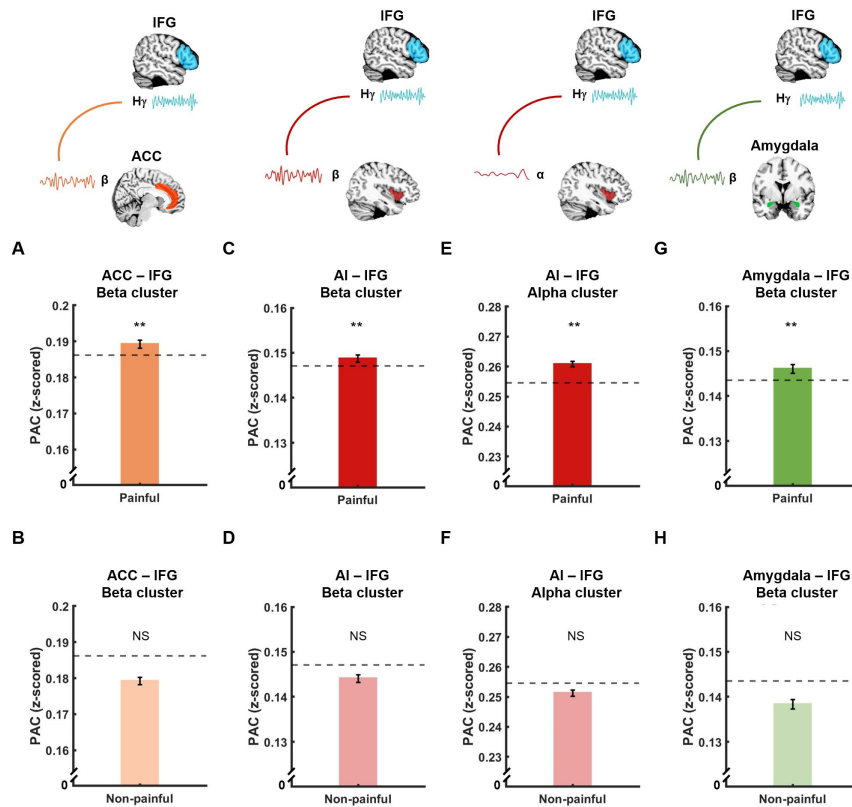 IFG IFG IFG IFG
Hγ Hγ Hγ Hγ
ACC Amygdala
β β α β
A C E G
ACC – IFG
Beta cluster
AI – IFG
Beta cluster
AI – IFG
Alpha cluster
Amygdala – IFG
Beta cluster
PAC (z-scored)
0.2
0.19
0.18
0.17
0.16
0
**
Painful
PAC (z-scored)
0.16
0.15
0.14
0.13
0
**
Painful
PAC (z-scored)
0.28
0.27
0.26
0.25
0.24
0.23
0
**
Painful
PAC (z-scored)
0.16
0.15
0.14
0.13
0
**
Painful
B D F H
ACC – IFG
Beta cluster
AI – IFG
Beta cluster
AI – IFG
Alpha cluster
Amygdala – IFG
Beta cluster
PAC (z-scored)
0.2
0.19
0.18
0.17
0.16
0
NS
Non-painful
PAC (z-scored)
0.16
0.15
0.14
0.13
0
NS
Non-painful
PAC (z-scored)
0.28
0.27
0.26
0.25
0.24
0.23
0
NS
Non-painful
PAC (z-scored)
0.16
0.15
0.14
0.13
0
NS
Non-painful